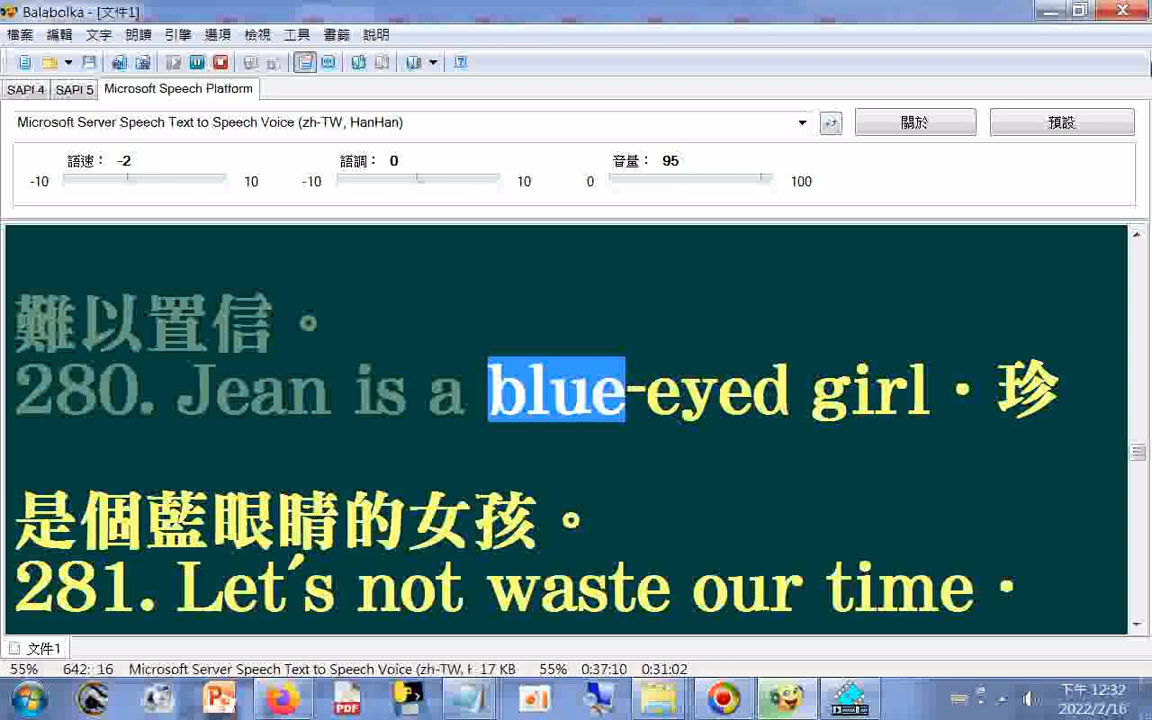 Balabolka - [文件1]
檔案 編輯 文字 朗讀 引擎 選項 檢視 工具 書籤 說明
SAPI 4 SAPI 5 Microsoft Speech Platform
Microsoft Server Speech Text to Speech Voice (zh-TW, HanHan) 關於 預設
語速： -2 語調： 0 音量： 95
-10 10 -10 10 0 100
難以置信。
280. Jean is a blue-eyed girl．珍
是個藍眼睛的女孩。
281. Let's not waste our time．
文件1
55% 642: 16 Microsoft Server Speech Text to Speech Voice (zh-TW, 17 KB 55% 0:37:10 0:31:02
PDF
下午 12:32
2022/2/16